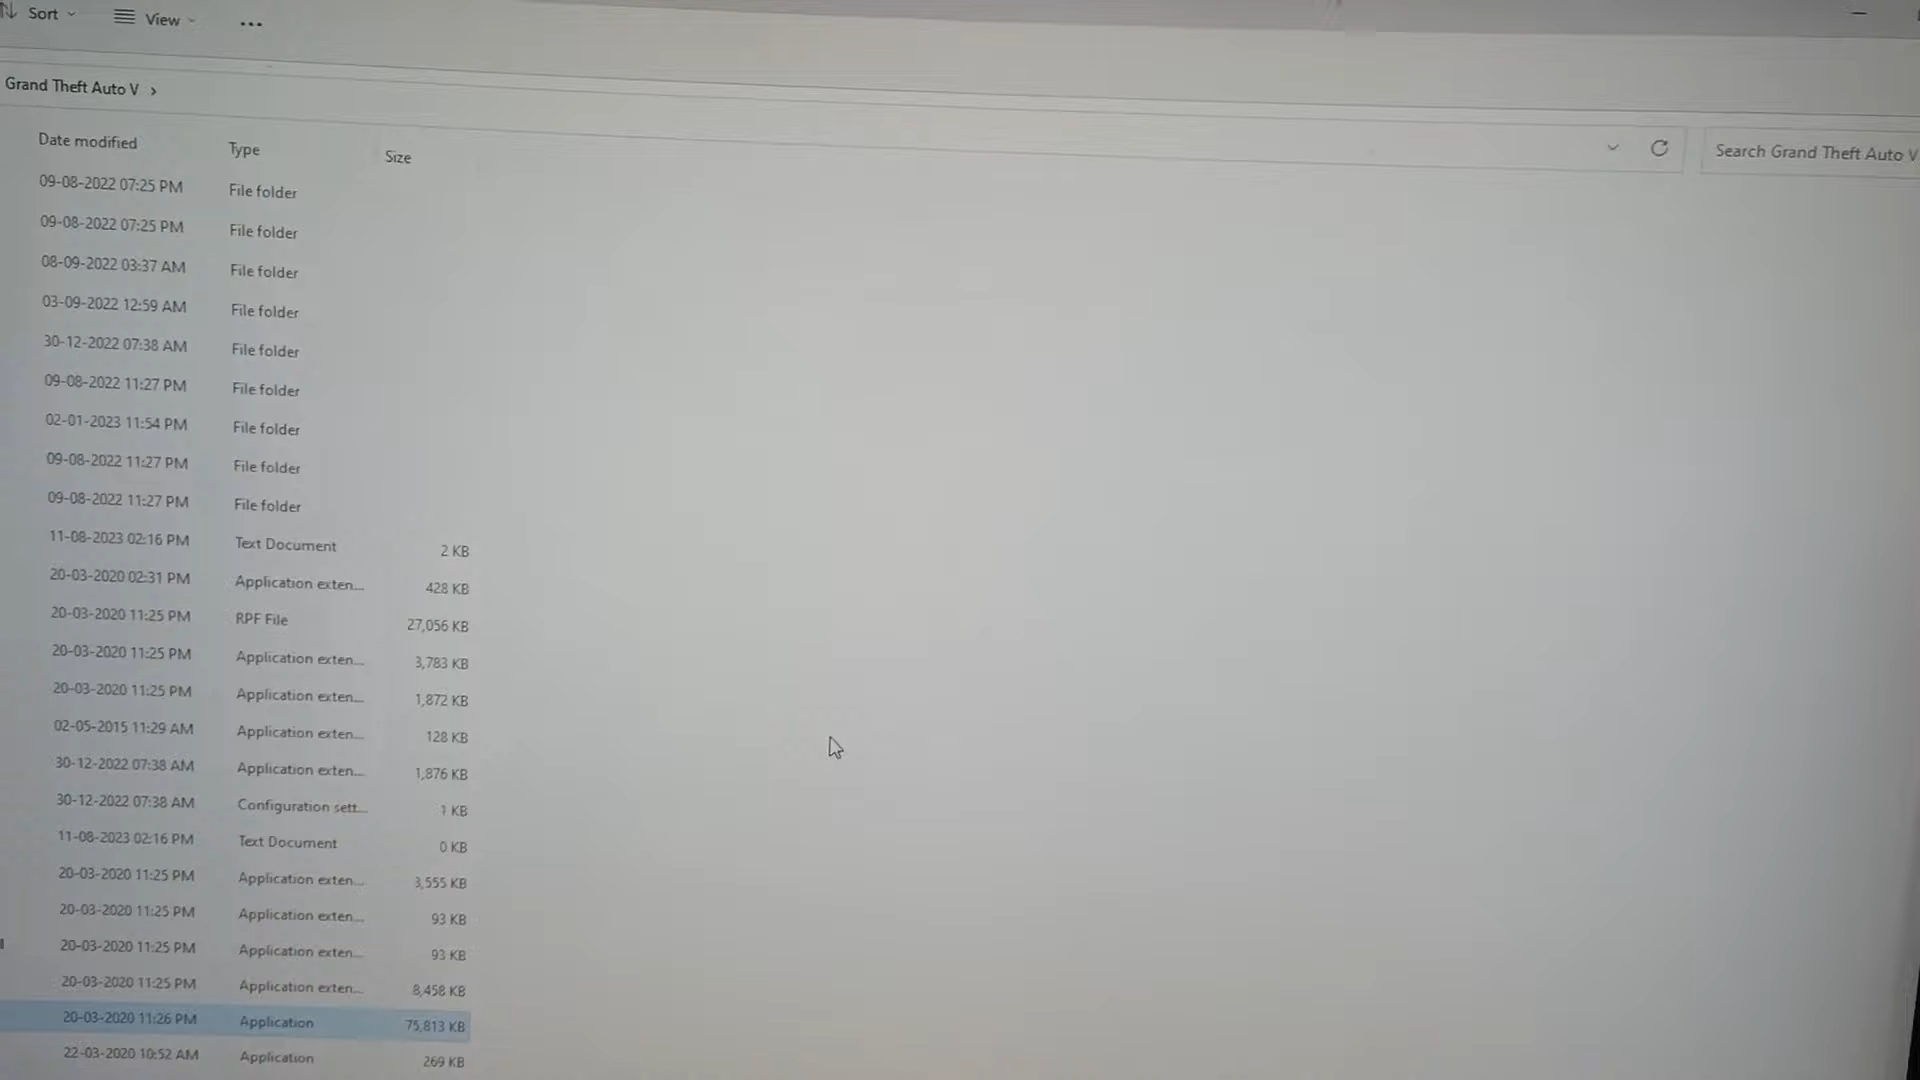 Sort
View
...
Grand Theft Auto V >
Search Grand Theft Auto V
Date modified Type Size
09-08-2022 07:25 PM File folder
09-08-2022 07:25 PM File folder
08-09-2022 03:37 AM File folder
03-09-2022 12:59 AM File folder
30-12-2022 07:38 AM File folder
09-08-2022 11:27 PM File folder
02-01-2023 11:54 PM File folder
09-08-2022 11:27 PM File folder
09-08-2022 11:27 PM File folder
11-08-2023 02:16 PM Text Document 2 KB
20-03-2020 02:31 PM Application exten... 428 KB
20-03-2020 11:25 PM RPF File 27,056 KB
20-03-2020 11:25 PM Application exten... 3,783 KB
20-03-2020 11:25 PM Application exten... 1,872 KB
02-05-2015 11:29 AM Application exten... 128 KB
30-12-2022 07:38 AM Application exten... 1,876 KB
30-12-2022 07:38 AM Configuration sett... 1 KB
11-08-2023 02:16 PM Text Document 0 KB
20-03-2020 11:25 PM Application exten... 3,555 KB
20-03-2020 11:25 PM Application exten... 93 KB
20-03-2020 11:25 PM Application exten... 93 KB
20-03-2020 11:25 PM Application exten... 8,458 KB
20-03-2020 11:26 PM Application 75,813 KB
22-03-2020 10:52 AM Application 269 KB